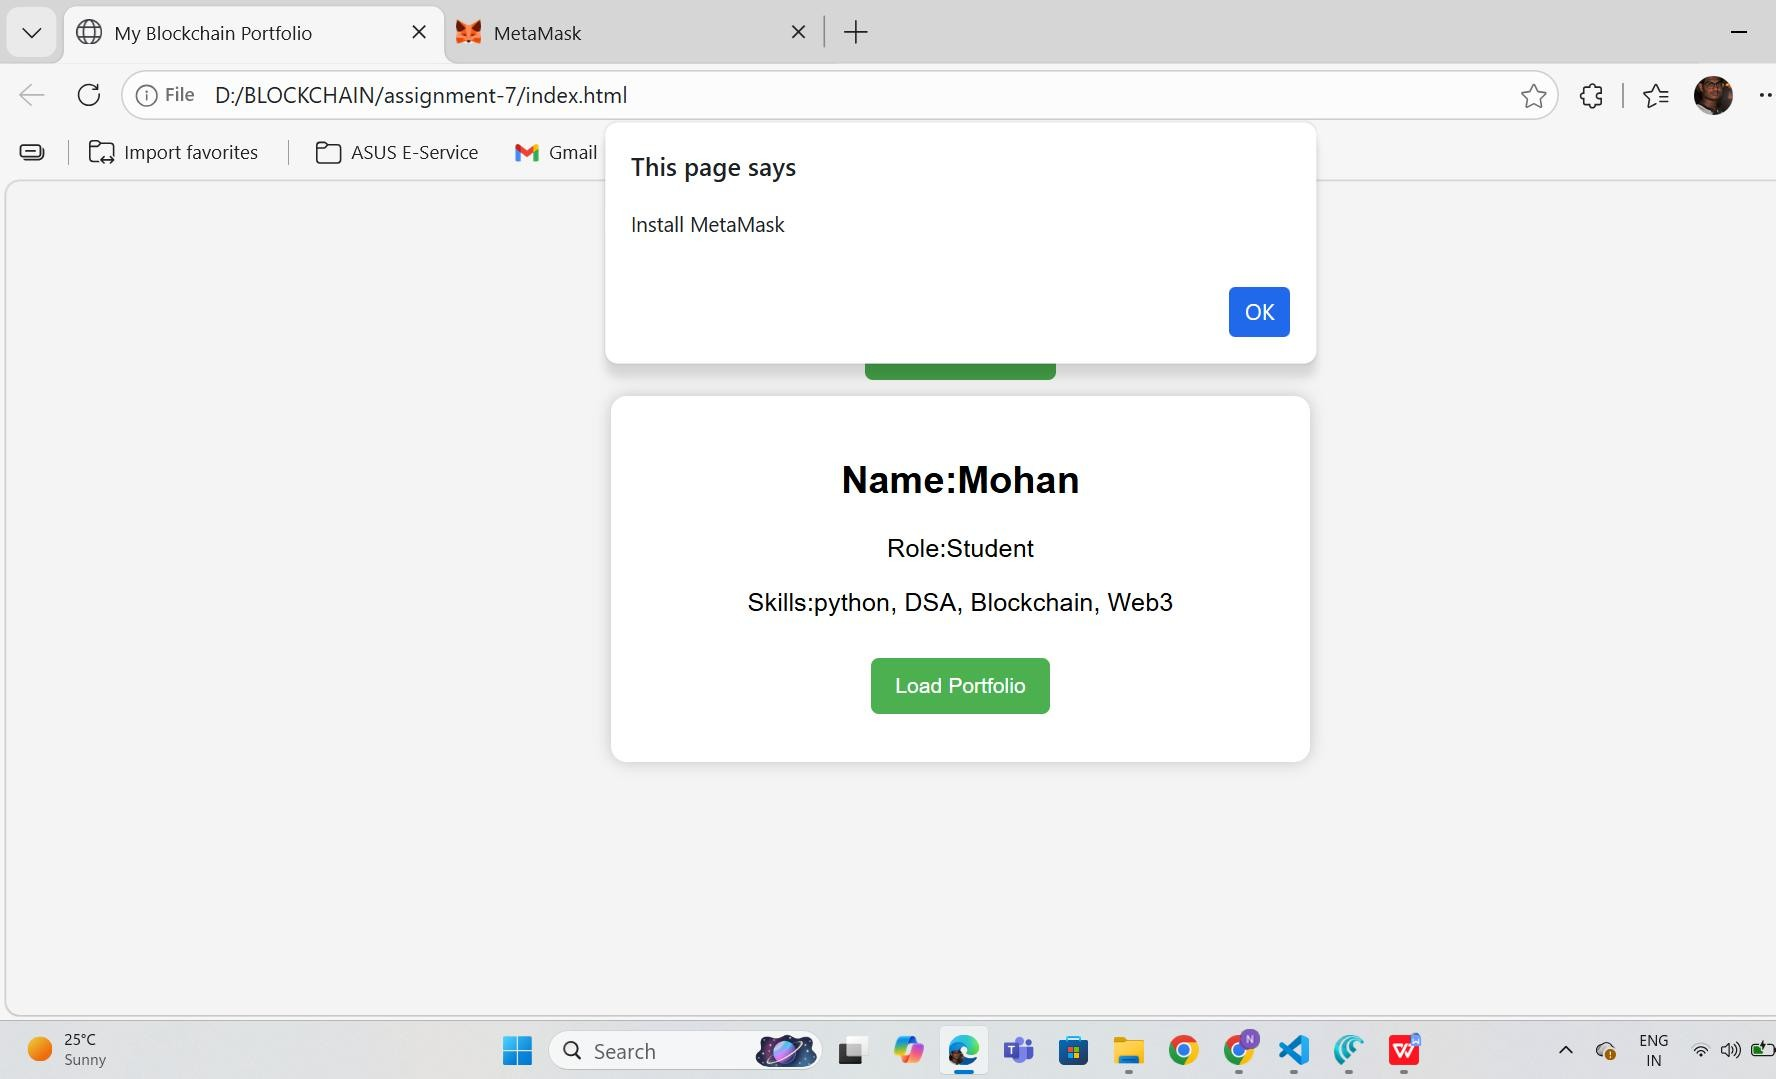 My Blockchain Portfolio
MetaMask
File D:/BLOCKCHAIN/assignment-7/index.html
Import favorites
ASUS E-Service
Gmail
This page says
Install MetaMask
OK
Name:Mohan
Role:Student
Skills:python, DSA, Blockchain, Web3
Load Portfolio
25°C
Sunny
Search
N
ENG
IN